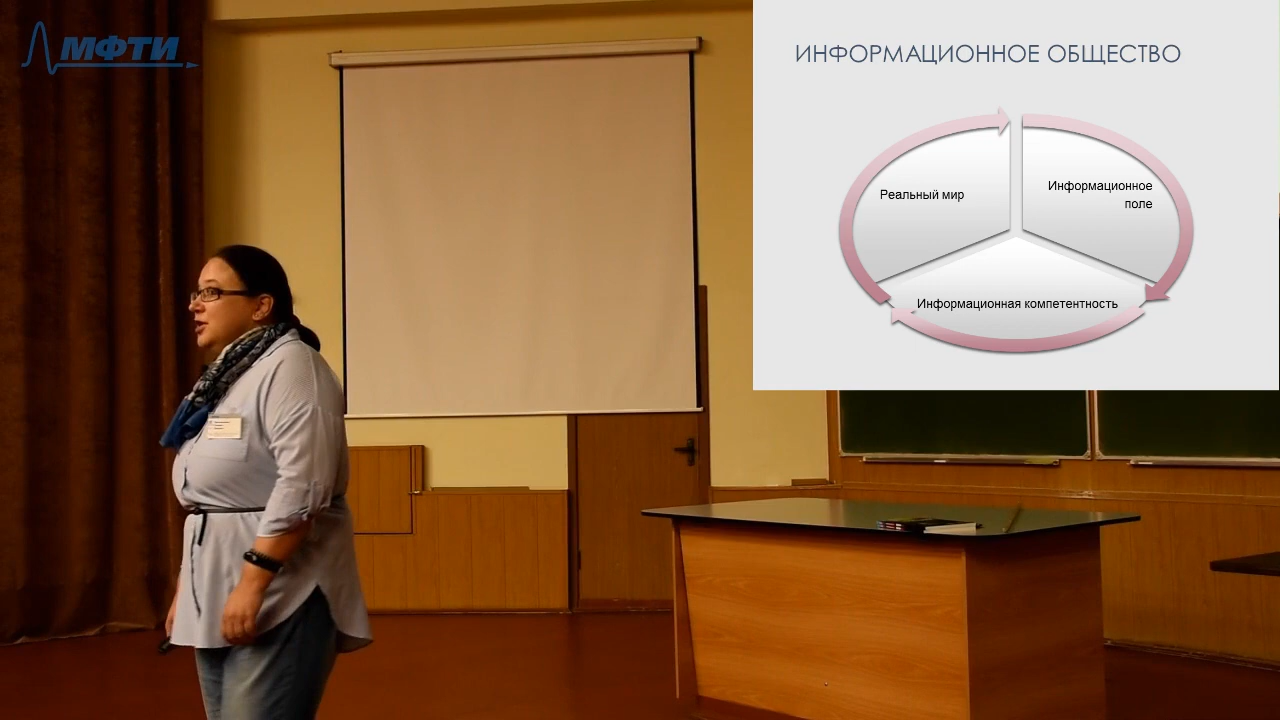 МФТИ
ИНФОРМАЦИОННОЕ ОБЩЕСТВО
Реальный мир
Информационное
поле
Информационная компетентность